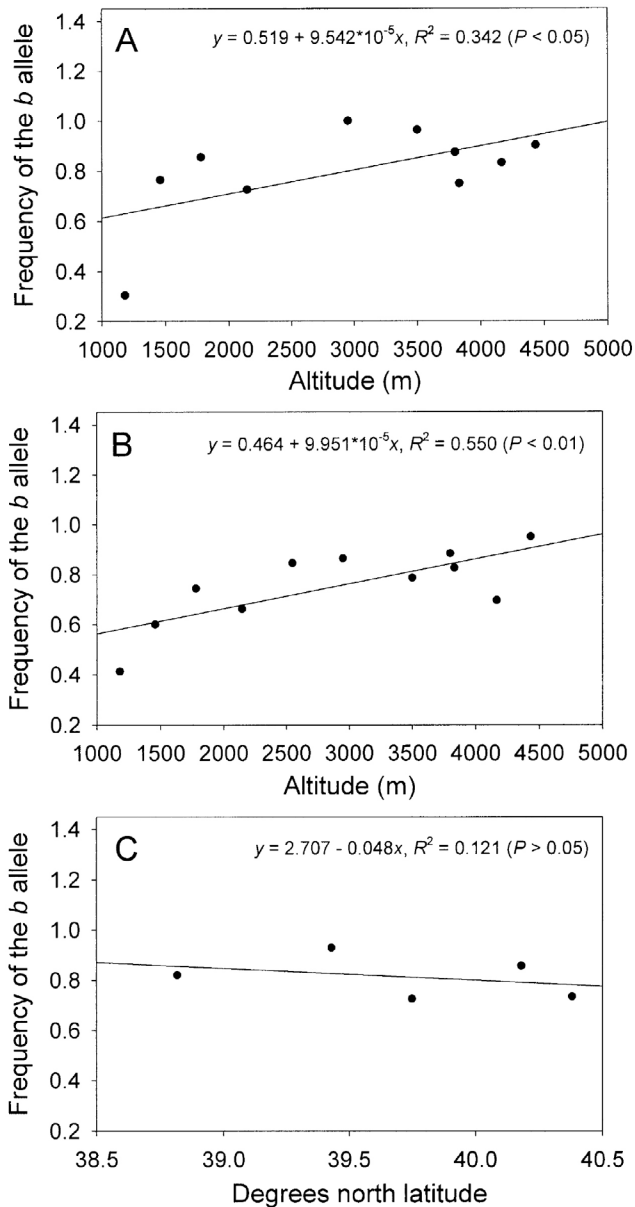 A
y = 0.519 + 9.542*10⁻⁵x, R² = 0.342 (P < 0.05)
Frequency of the b allele
1.4
1.2
1.0
0.8
0.6
0.4
0.2
1000 1500 2000 2500 3000 3500 4000 4500 5000
Altitude (m)
B
y = 0.464 + 9.951*10⁻⁵x, R² = 0.550 (P < 0.01)
Frequency of the b allele
1.4
1.2
1.0
0.8
0.6
0.4
0.2
1000 1500 2000 2500 3000 3500 4000 4500 5000
Altitude (m)
C
y = 2.707 - 0.048x, R² = 0.121 (P > 0.05)
Frequency of the b allele
1.4
1.2
1.0
0.8
0.6
0.4
0.2
38.5 39.0 39.5 40.0 40.5
Degrees north latitude